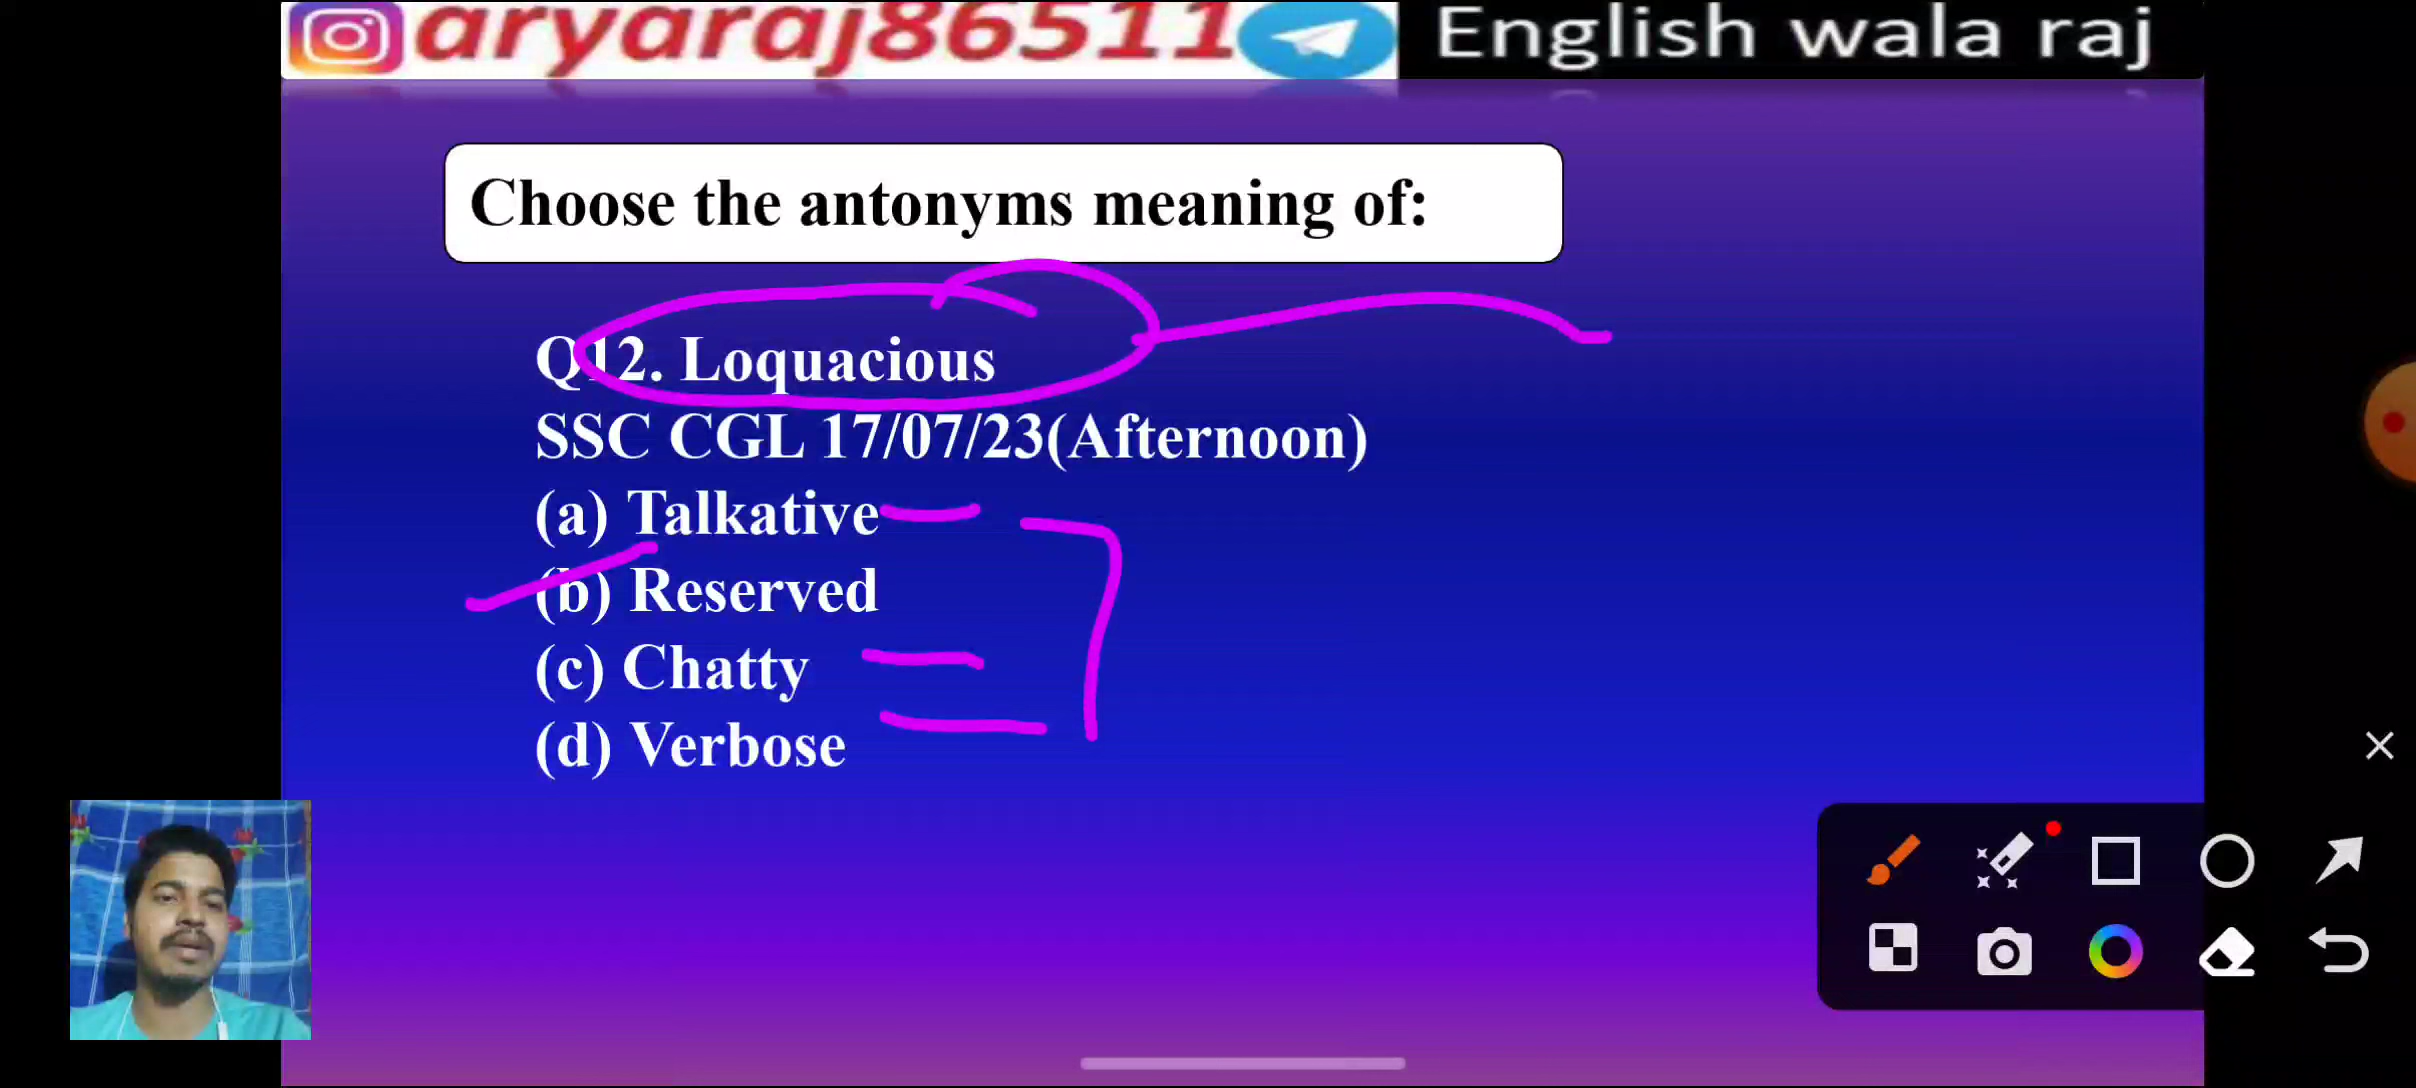 aryaraj86511 English wala raj
Choose the antonyms meaning of:
Q12. Loquacious
SSC CGL 17/07/23(Afternoon)
(a) Talkative
(b) Reserved
(c) Chatty
(d) Verbose